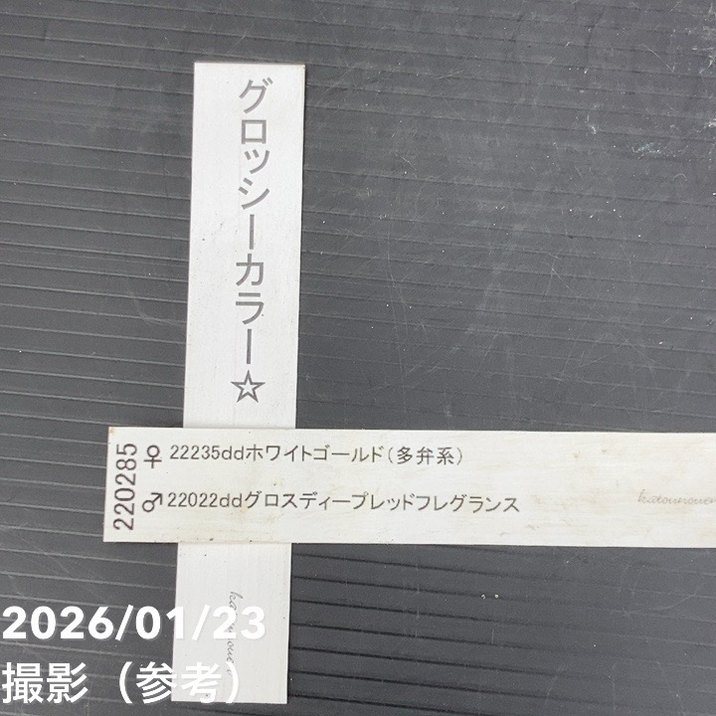 グロッシーカラー☆
220285
♀ 22235ddホワイトゴールド(多弁系)
♂22022ddグロスディープレッドフレグランス
katounouen
katounouen
2026/01/23
撮影（参考）